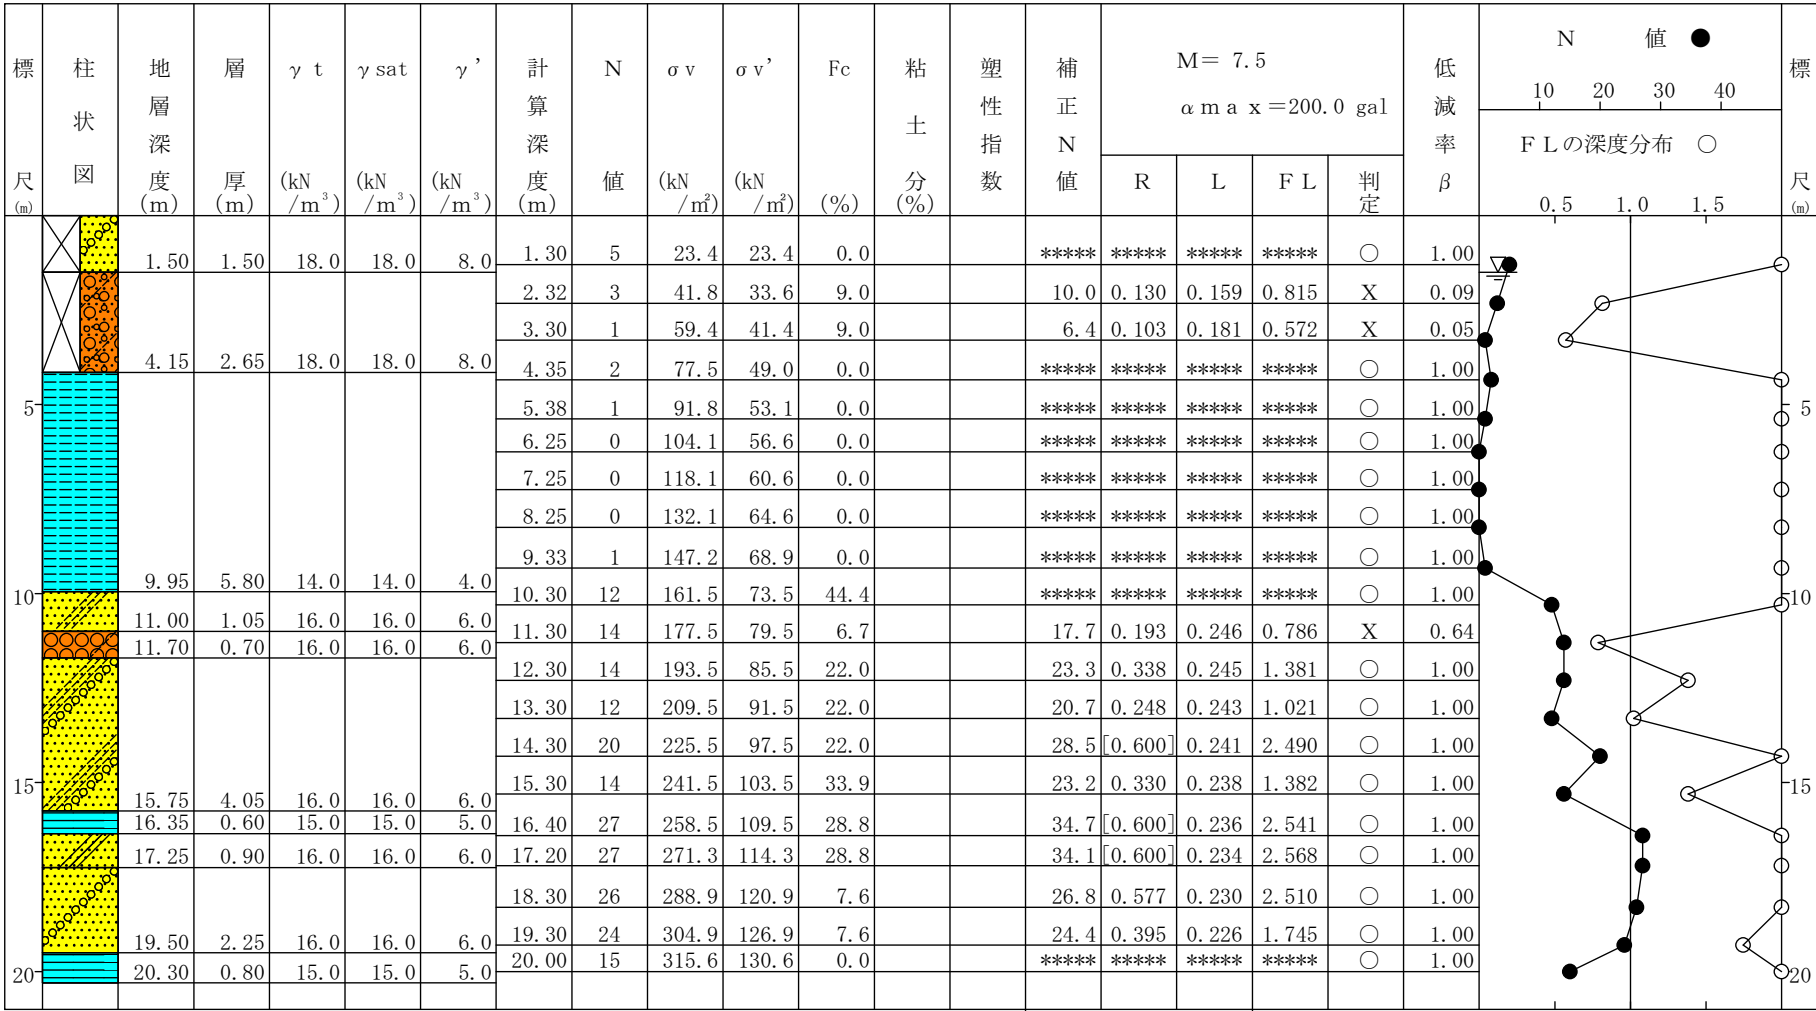 標尺(m) 柱状図 地層深度(m) 層厚(m) γt(kN/m³) γsat(kN/m³) γ'(kN/m³) 計算深度(m) N値 σv(kN/㎡) σv'(kN/㎡) Fc(%) 粘土分(%) 塑性指数 補正N値 M= 7.5 低減率β N値● 標尺(m)
αmax=200.0 gal
10 20 30 40
FLの深度分布 ○
R L FL 判定
0.5 1.0 1.5
1.50 1.50 18.0 18.0 8.0
4.15 2.65 18.0 18.0 8.0
9.95 5.80 14.0 14.0 4.0
11.00 1.05 16.0 16.0 6.0
11.70 0.70 16.0 16.0 6.0
15.75 4.05 16.0 16.0 6.0
16.35 0.60 15.0 15.0 5.0
17.25 0.90 16.0 16.0 6.0
19.50 2.25 16.0 16.0 6.0
20.30 0.80 15.0 15.0 5.0
1.30 5 23.4 23.4 0.0 ***** ***** ***** ***** ○ 1.00
2.32 3 41.8 33.6 9.0 10.0 0.130 0.159 0.815 X 0.09
3.30 1 59.4 41.4 9.0 6.4 0.103 0.181 0.572 X 0.05
4.35 2 77.5 49.0 0.0 ***** ***** ***** ***** ○ 1.00
5.38 1 91.8 53.1 0.0 ***** ***** ***** ***** ○ 1.00
6.25 0 104.1 56.6 0.0 ***** ***** ***** ***** ○ 1.00
7.25 0 118.1 60.6 0.0 ***** ***** ***** ***** ○ 1.00
8.25 0 132.1 64.6 0.0 ***** ***** ***** ***** ○ 1.00
9.33 1 147.2 68.9 0.0 ***** ***** ***** ***** ○ 1.00
10.30 12 161.5 73.5 44.4 ***** ***** ***** ***** ○ 1.00
11.30 14 177.5 79.5 6.7 17.7 0.193 0.246 0.786 X 0.64
12.30 14 193.5 85.5 22.0 23.3 0.338 0.245 1.381 ○ 1.00
13.30 12 209.5 91.5 22.0 20.7 0.248 0.243 1.021 ○ 1.00
14.30 20 225.5 97.5 22.0 28.5 [0.600] 0.241 2.490 ○ 1.00
15.30 14 241.5 103.5 33.9 23.2 0.330 0.238 1.382 ○ 1.00
16.40 27 258.5 109.5 28.8 34.7 [0.600] 0.236 2.541 ○ 1.00
17.20 27 271.3 114.3 28.8 34.1 [0.600] 0.234 2.568 ○ 1.00
18.30 26 288.9 120.9 7.6 26.8 0.577 0.230 2.510 ○ 1.00
19.30 24 304.9 126.9 7.6 24.4 0.395 0.226 1.745 ○ 1.00
20.00 15 315.6 130.6 0.0 ***** ***** ***** ***** ○ 1.00
5 5
10 10
15 15
20 20